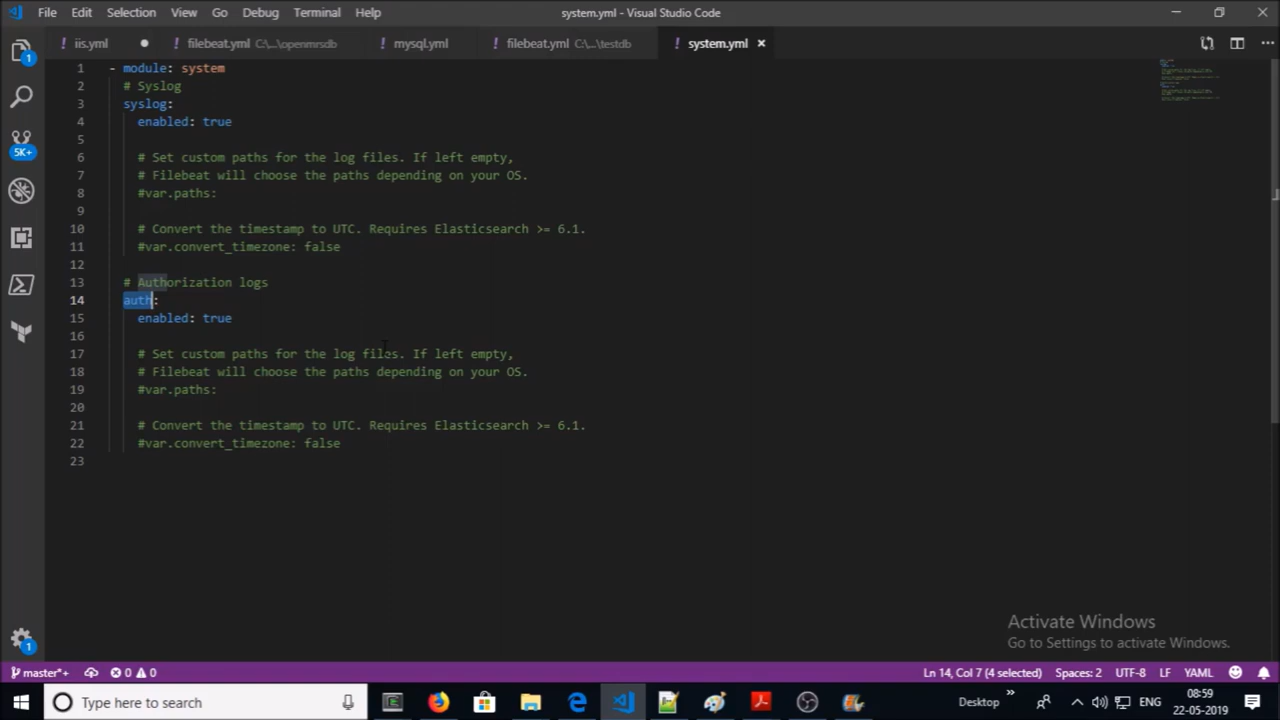 File Edit Selection View Go Debug Terminal Help
system.yml - Visual Studio Code
iis.yml
filebeat.yml C:\...\openmrsdb
mysql.yml
filebeat.yml C:\...\testdb
system.yml
1 - module: system
2 # Syslog
3 syslog:
4 enabled: true
5
6 # Set custom paths for the log files. If left empty,
7 # Filebeat will choose the paths depending on your OS.
8 #var.paths:
9
10 # Convert the timestamp to UTC. Requires Elasticsearch >= 6.1.
11 #var.convert_timezone: false
12
13 # Authorization logs
14 auth:
15 enabled: true
16
17 # Set custom paths for the log files. If left empty,
18 # Filebeat will choose the paths depending on your OS.
19 #var.paths:
20
21 # Convert the timestamp to UTC. Requires Elasticsearch >= 6.1.
22 #var.convert_timezone: false
23
1
5K+
1
Activate Windows
Go to Settings to activate Windows.
master*+ 0 0 Ln 14, Col 7 (4 selected) Spaces: 2 UTF-8 LF YAML
Type here to search
Desktop
ENG
08:59
22-05-2019